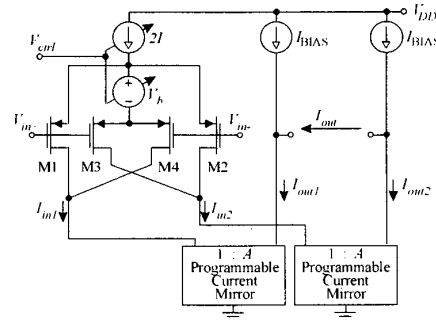 V_DD
V_ctrl
2I
I_BIAS
I_BIAS
+
V_b
−
I_out
V_in-
V_in+
M1
M3
M4
M2
I_in1
I_in2
I_out1
I_out2
1 : A
Programmable
Current
Mirror
1 : A
Programmable
Current
Mirror